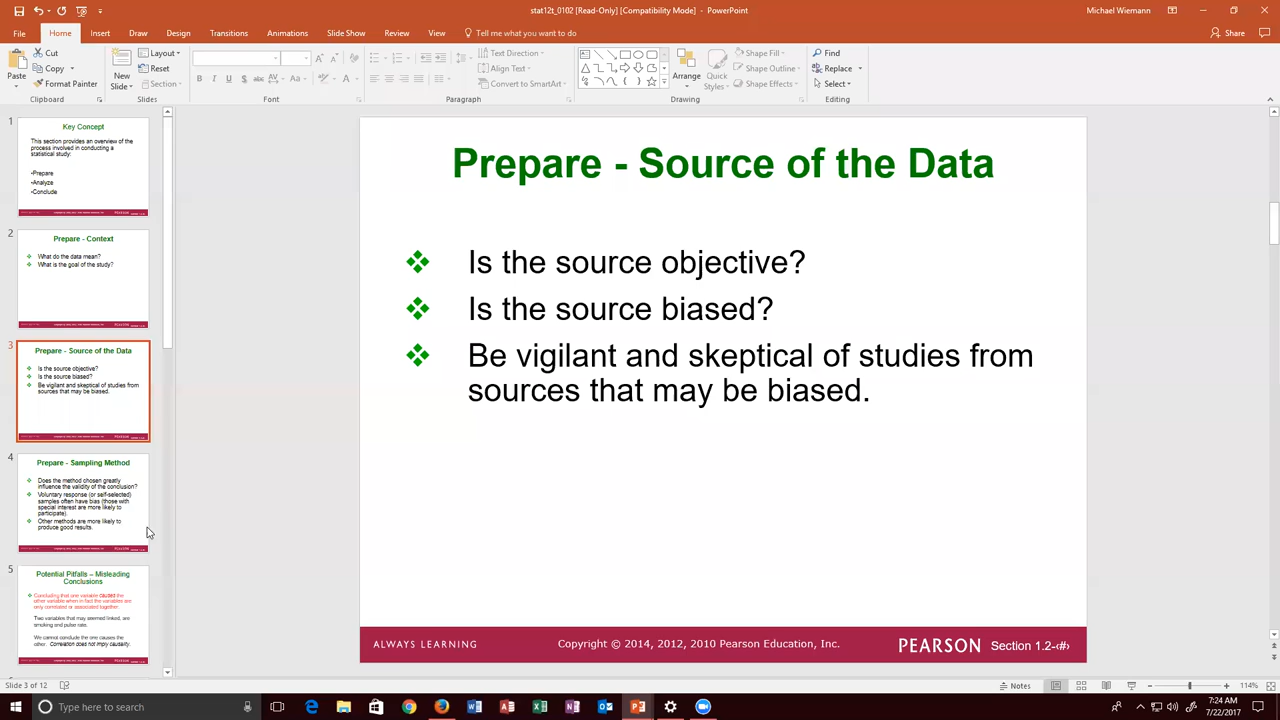 stat12t_0102 [Read-Only] [Compatibility Mode] - PowerPoint
Michael Wiemann
File Home Insert Draw Design Transitions Animations Slide Show Review View Tell me what you want to do Share
Paste
Cut
Copy
Format Painter
Clipboard
New Slide
Layout
Reset
Section
Slides
Font
Text Direction
Align Text
Convert to SmartArt
Paragraph
Arrange
Quick Styles
Shape Fill
Shape Outline
Shape Effects
Drawing
Find
Replace
Select
Editing
1
Key Concept
This section provides an overview of the
process involved in conducting a
statistical study:
•Prepare
•Analyze
•Conclude
2
Prepare - Context
What do the data mean?
What is the goal of the study?
3
Prepare - Source of the Data
Is the source objective?
Is the source biased?
Be vigilant and skeptical of studies from
sources that may be biased.
4
Prepare - Sampling Method
Does the method chosen greatly
influence the validity of the conclusion?
Voluntary response (or self-selected)
samples often have bias (those with
special interest are more likely to
participate).
Other methods are more likely to
produce good results.
5
Potential Pitfalls – Misleading
Conclusions
Concluding that one variable causes the
other variable when in fact the variables are
only correlated or associated together.
Two variables that may seemed linked, are
smoking and pulse rate.
We cannot conclude the one causes the
other. Correlation does not imply causality.
Prepare - Source of the Data
Is the source objective?
Is the source biased?
Be vigilant and skeptical of studies from
sources that may be biased.
ALWAYS LEARNING
Copyright © 2014, 2012, 2010 Pearson Education, Inc.
PEARSON
Section 1.2-‹#›
Slide 3 of 12
Notes
114%
Type here to search
7:24 AM
7/22/2017